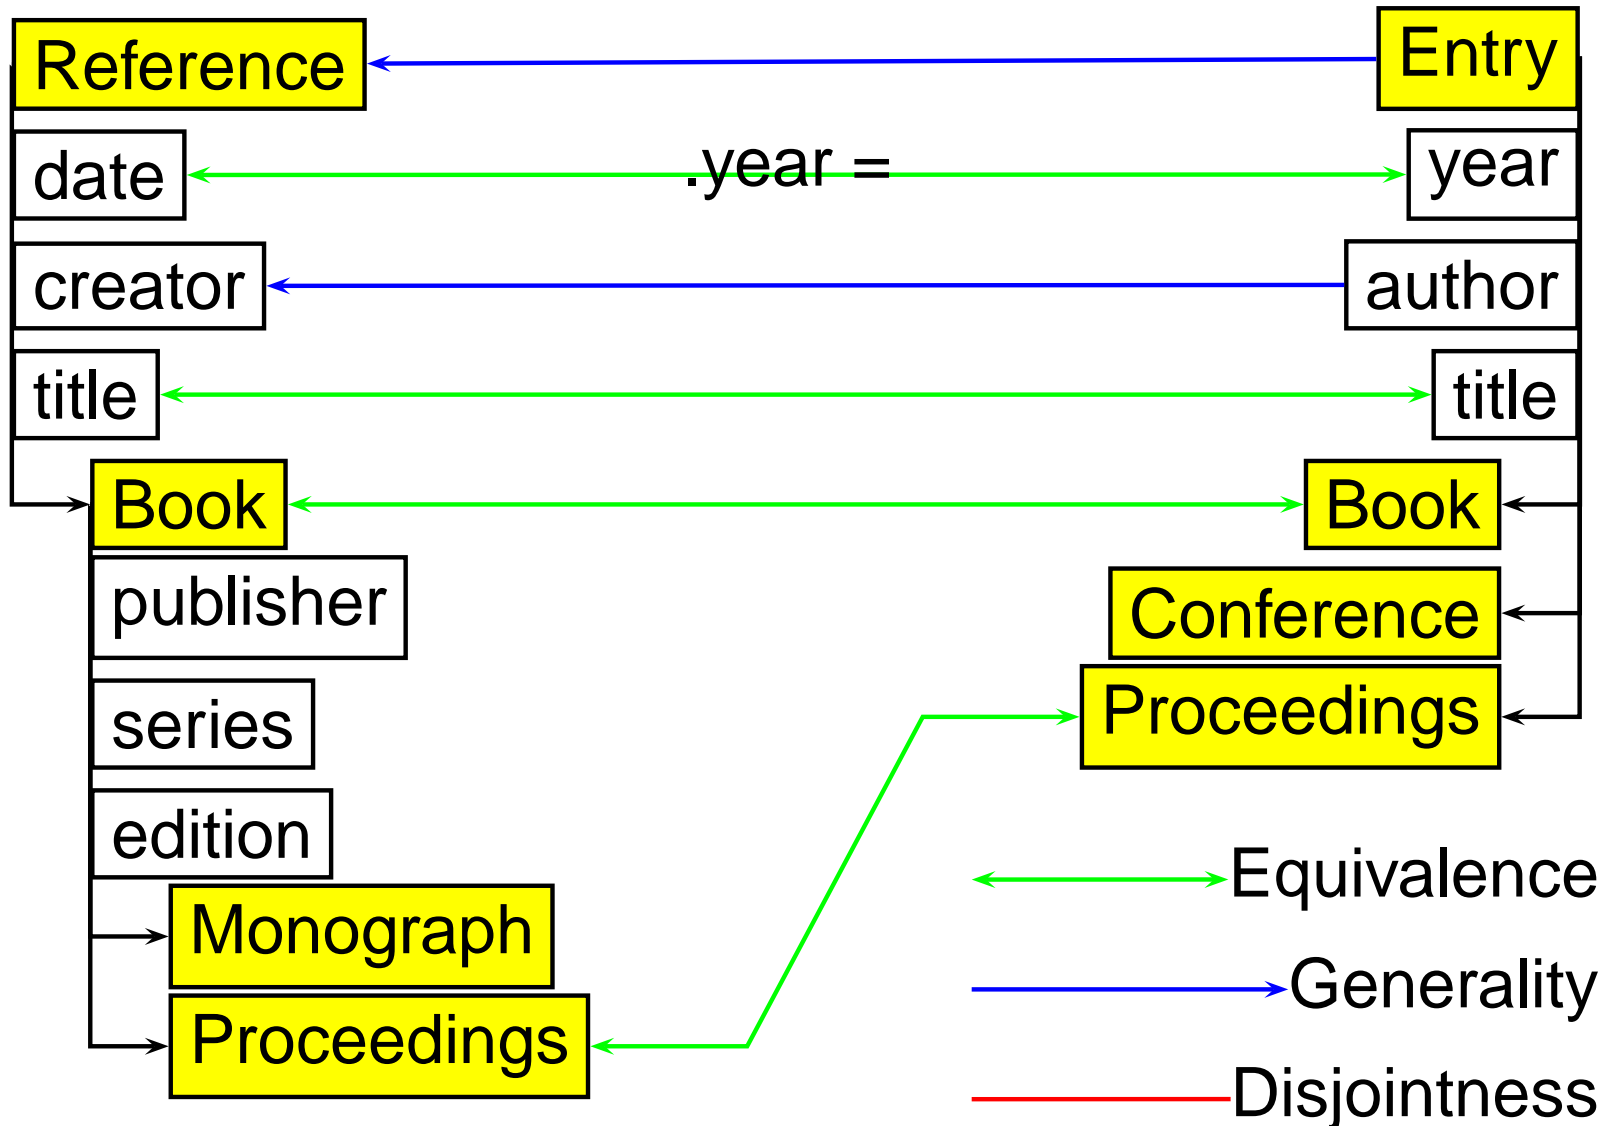 Reference
Entry
date
.year =
year
creator
author
title
title
Book
Book
publisher
Conference
series
Proceedings
edition
Equivalence
Monograph
Generality
Proceedings
Disjointness